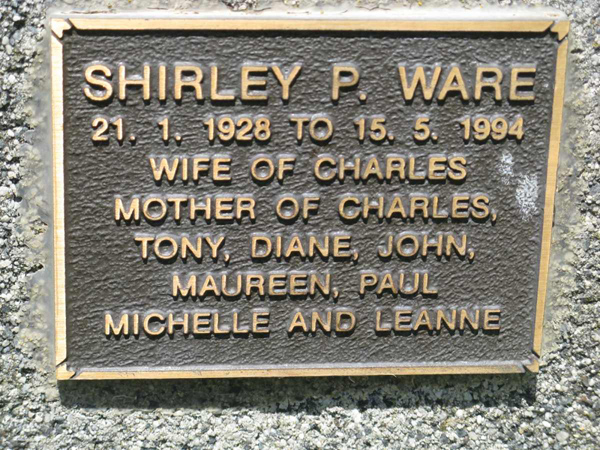 SHIRLEY P. WARE
21. 1. 1928 TO 15. 5. 1994
WIFE OF CHARLES
MOTHER OF CHARLES,
TONY, DIANE, JOHN,
MAUREEN, PAUL
MICHELLE AND LEANNE